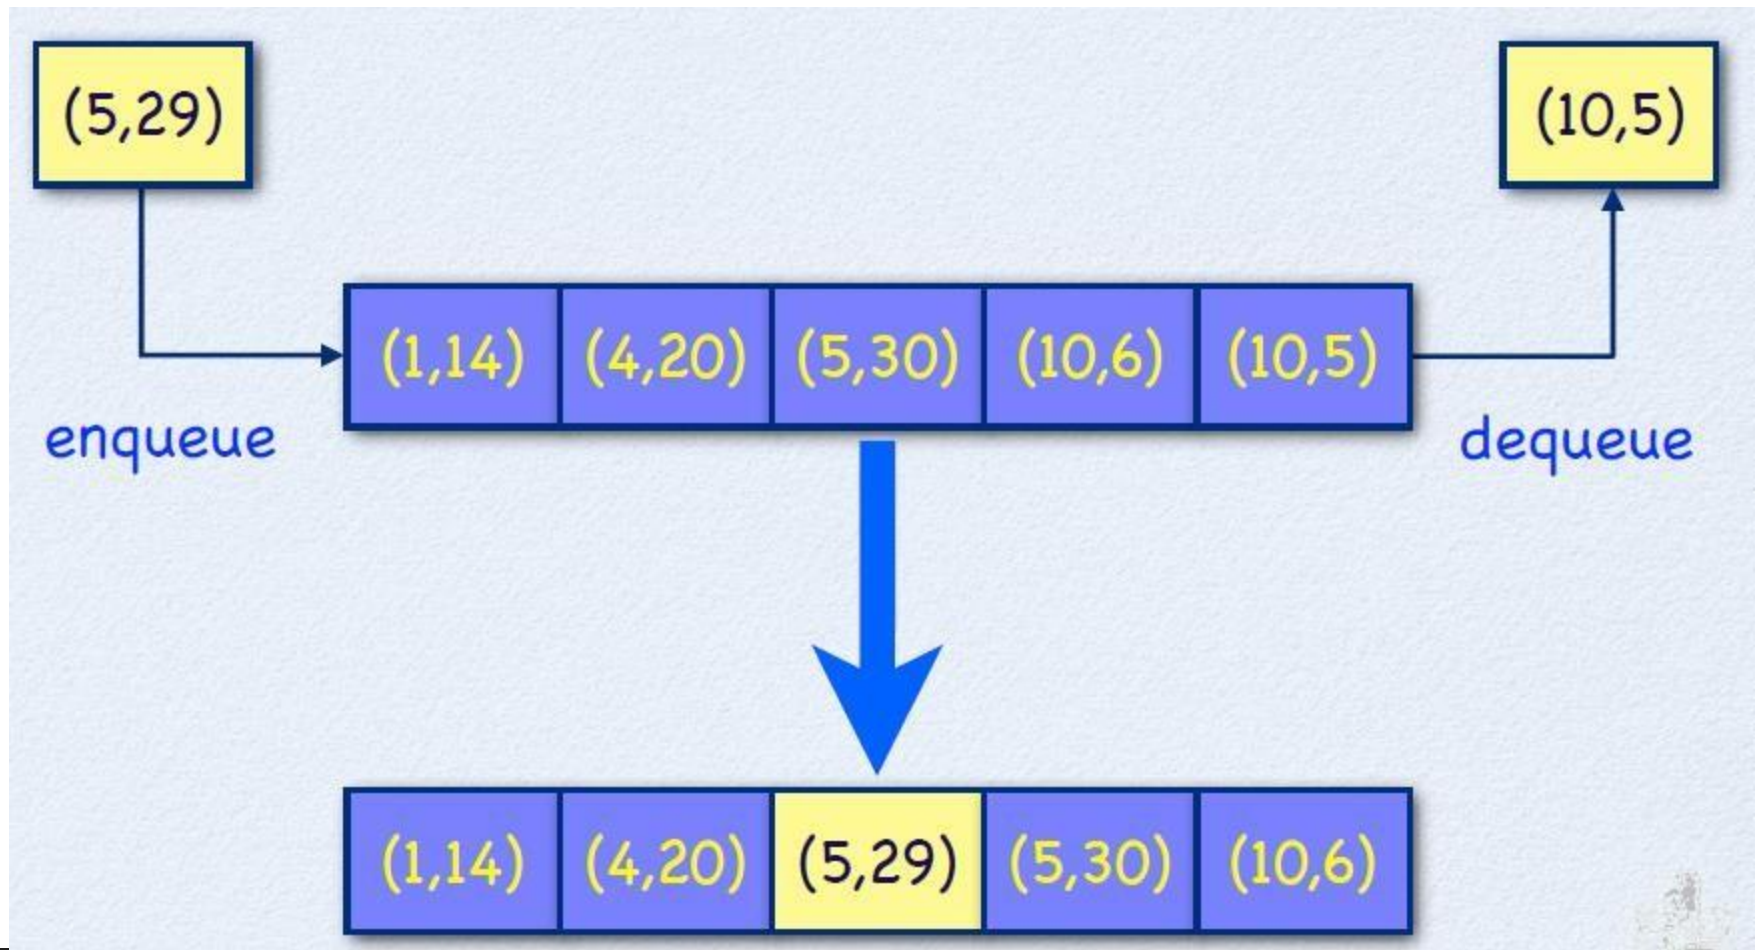 (5,29) (10,5)
(1,14) (4,20) (5,30) (10,6) (10,5)
enqueue dequeue
(1,14) (4,20) (5,29) (5,30) (10,6)